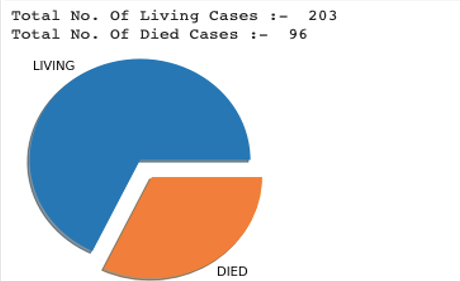 Total No. Of Living Cases :-  203
Total No. Of Died Cases :-  96
LIVING
DIED